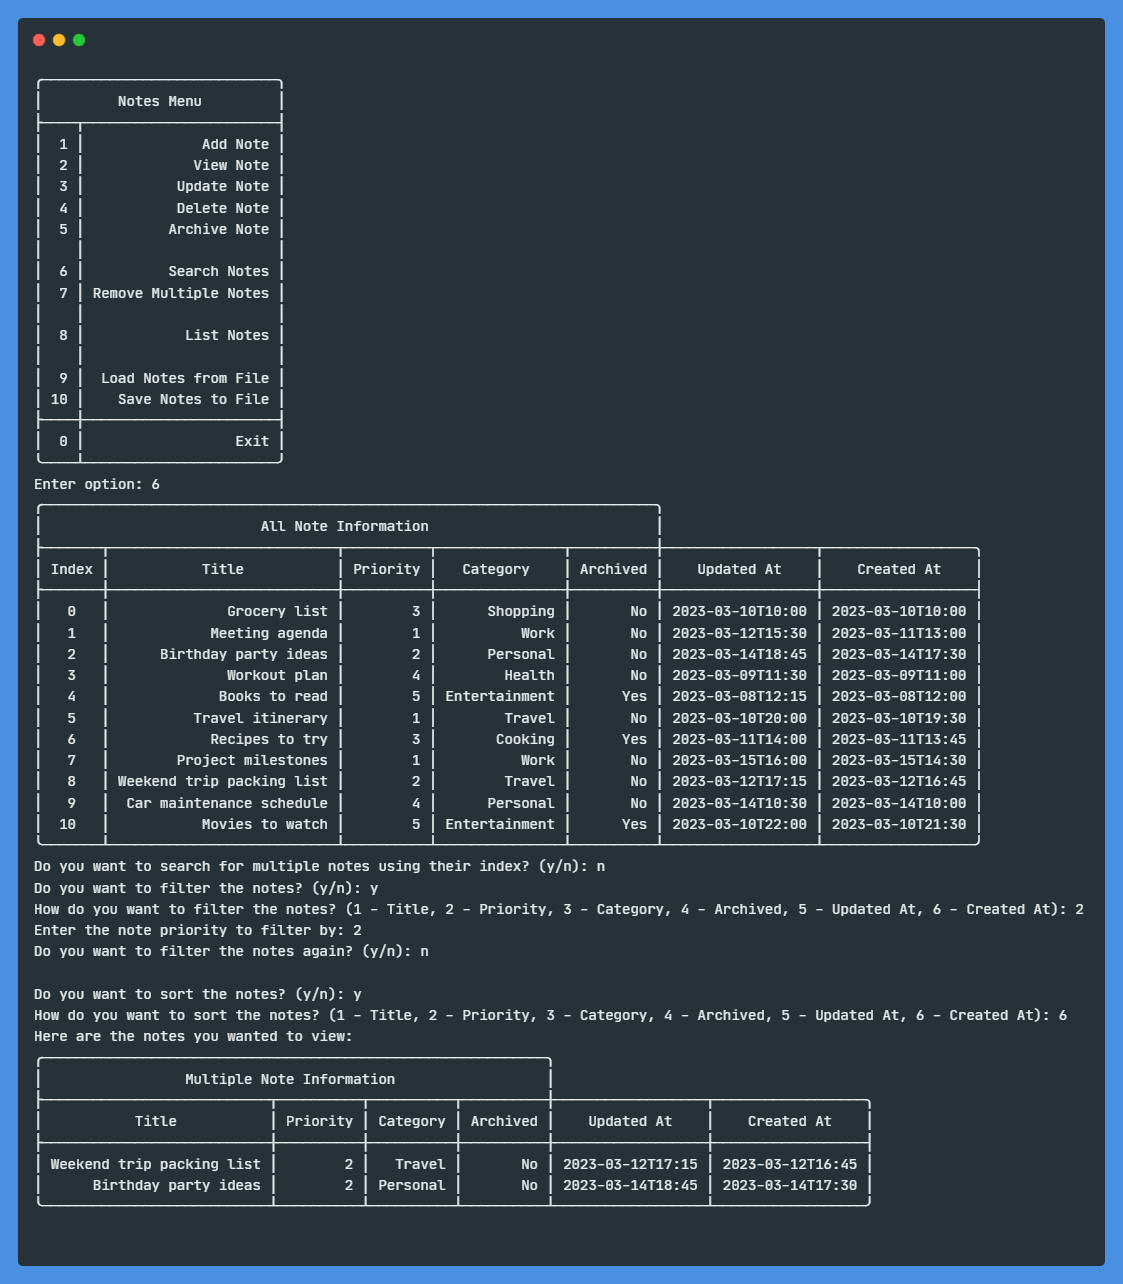 Notes Menu
1 Add Note
2 View Note
3 Update Note
4 Delete Note
5 Archive Note
6 Search Notes
7 Remove Multiple Notes
8 List Notes
9 Load Notes from File
10 Save Notes to File
0 Exit
Enter option: 6
All Note Information
Index Title Priority Category Archived Updated At Created At
0 Grocery list 3 Shopping No 2023-03-10T10:00 2023-03-10T10:00
1 Meeting agenda 1 Work No 2023-03-12T15:30 2023-03-11T13:00
2 Birthday party ideas 2 Personal No 2023-03-14T18:45 2023-03-14T17:30
3 Workout plan 4 Health No 2023-03-09T11:30 2023-03-09T11:00
4 Books to read 5 Entertainment Yes 2023-03-08T12:15 2023-03-08T12:00
5 Travel itinerary 1 Travel No 2023-03-10T20:00 2023-03-10T19:30
6 Recipes to try 3 Cooking Yes 2023-03-11T14:00 2023-03-11T13:45
7 Project milestones 1 Work No 2023-03-15T16:00 2023-03-15T14:30
8 Weekend trip packing list 2 Travel No 2023-03-12T17:15 2023-03-12T16:45
9 Car maintenance schedule 4 Personal No 2023-03-14T10:30 2023-03-14T10:00
10 Movies to watch 5 Entertainment Yes 2023-03-10T22:00 2023-03-10T21:30
Do you want to search for multiple notes using their index? (y/n): n
Do you want to filter the notes? (y/n): y
How do you want to filter the notes? (1 - Title, 2 - Priority, 3 - Category, 4 - Archived, 5 - Updated At, 6 - Created At): 2
Enter the note priority to filter by: 2
Do you want to filter the notes again? (y/n): n
Do you want to sort the notes? (y/n): y
How do you want to sort the notes? (1 - Title, 2 - Priority, 3 - Category, 4 - Archived, 5 - Updated At, 6 - Created At): 6
Here are the notes you wanted to view:
Multiple Note Information
Title Priority Category Archived Updated At Created At
Weekend trip packing list 2 Travel No 2023-03-12T17:15 2023-03-12T16:45
Birthday party ideas 2 Personal No 2023-03-14T18:45 2023-03-14T17:30